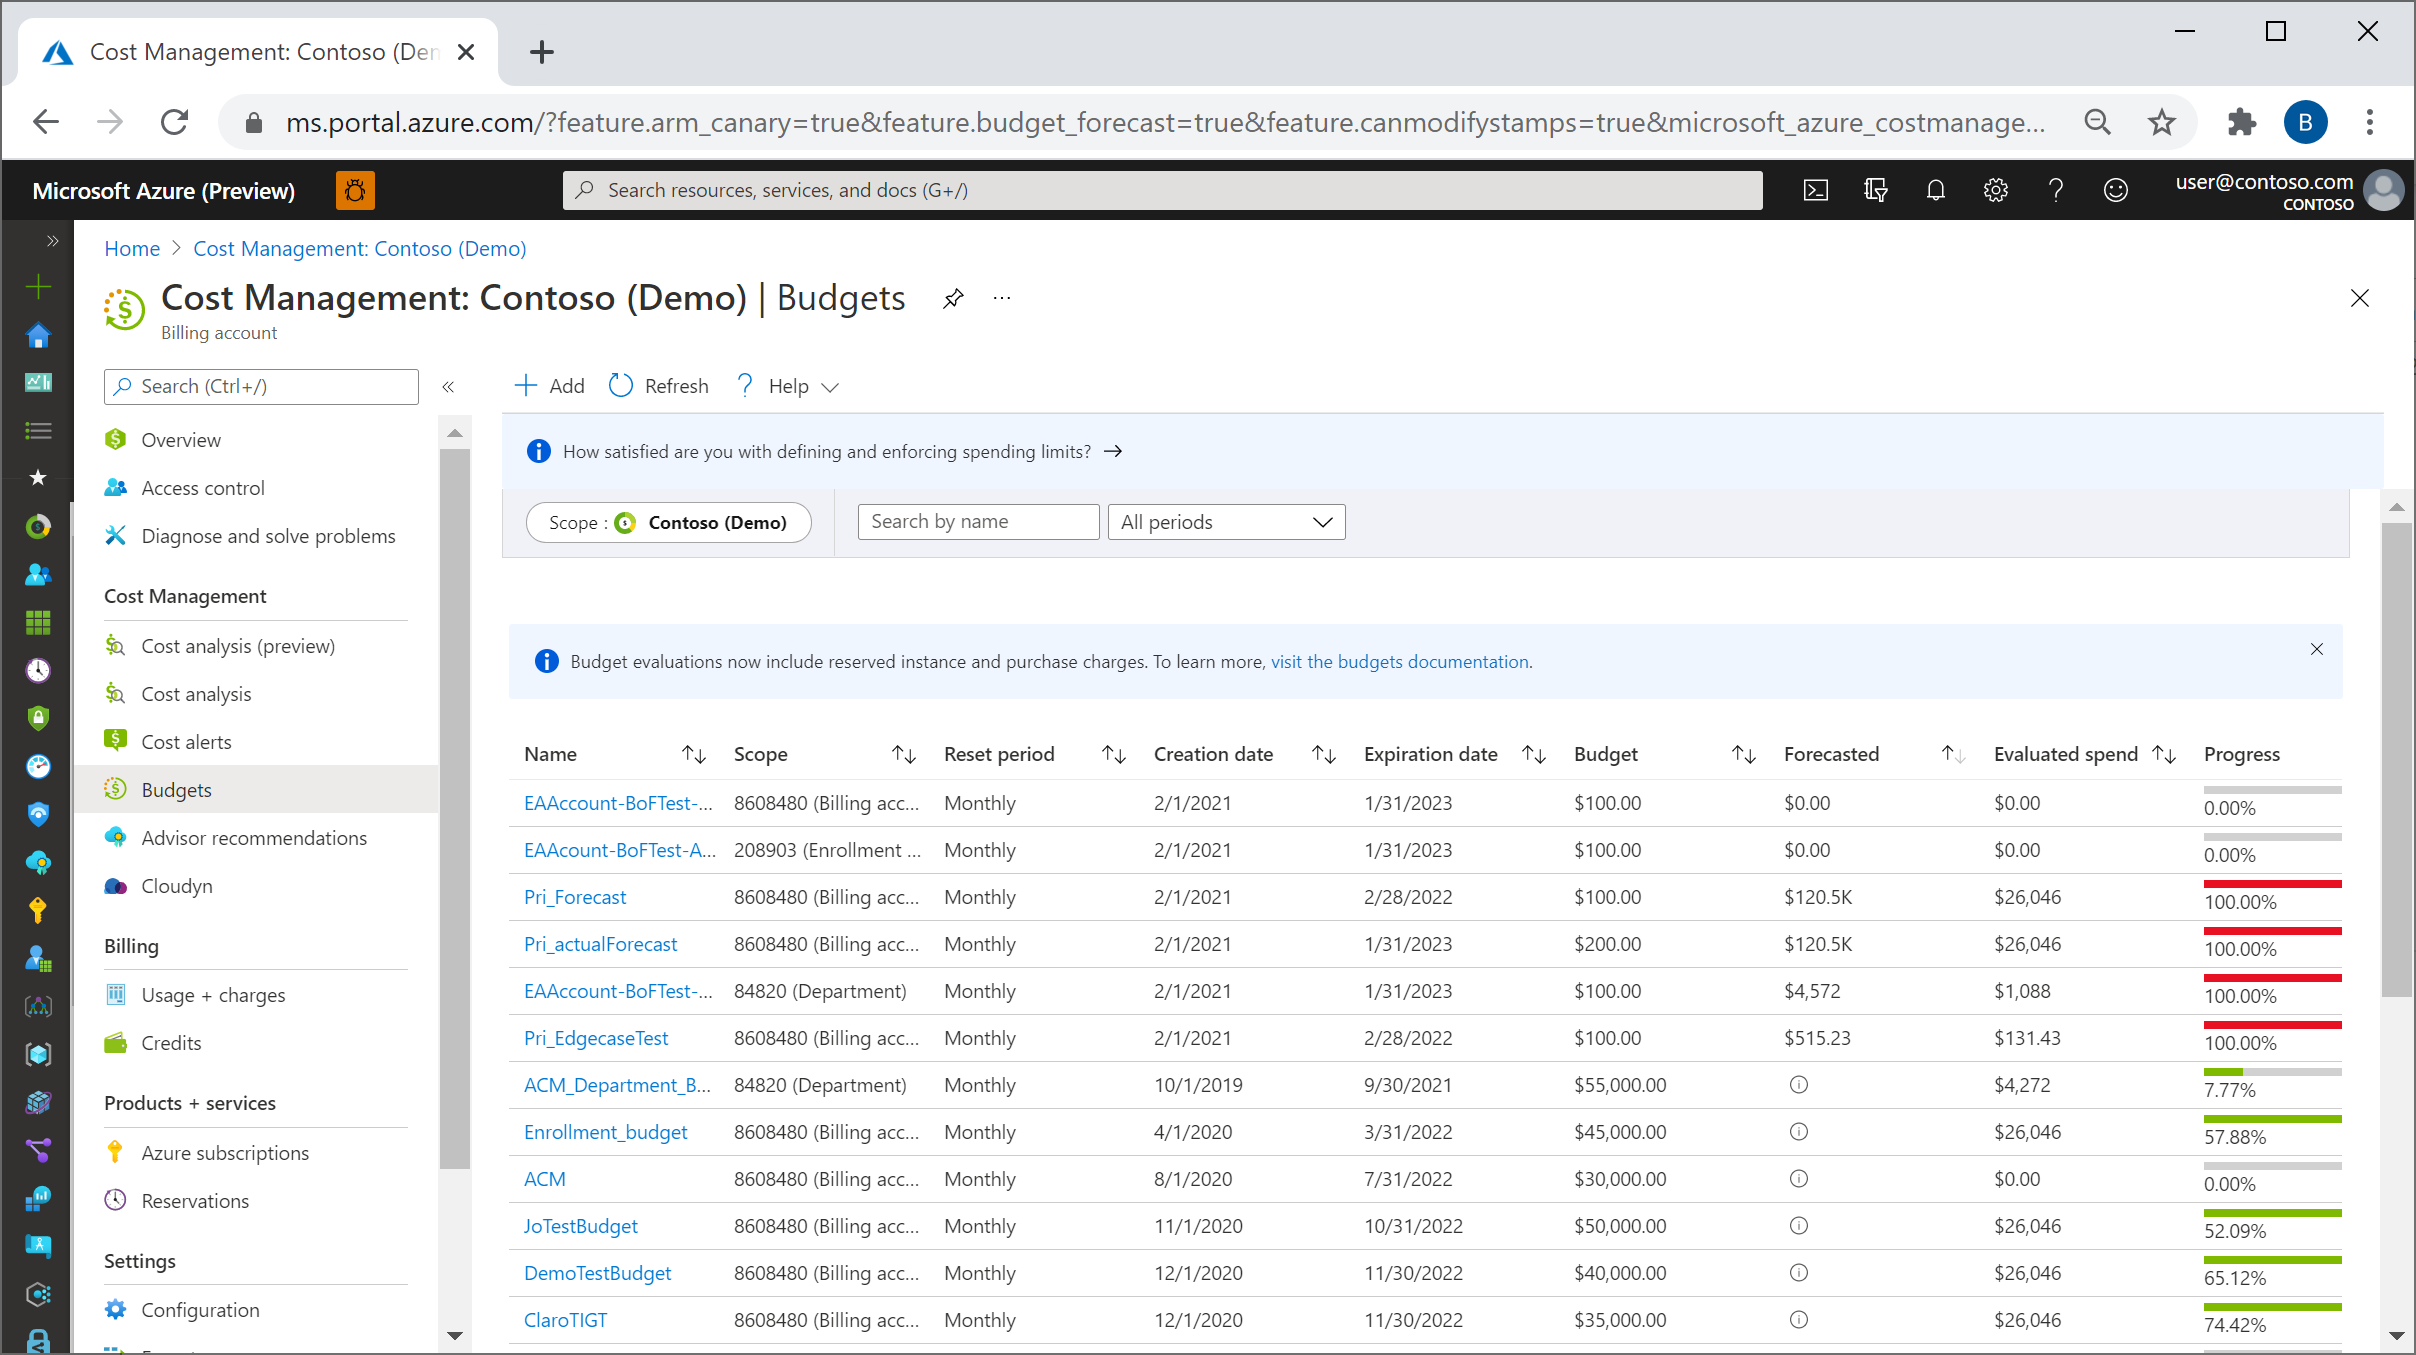 Cost Management: Contoso (Den
ms.portal.azure.com/?feature.arm_canary=true&feature.budget_forecast=true&feature.canmodifystamps=true&microsoft_azure_costmanage...
B
Microsoft Azure (Preview)
Search resources, services, and docs (G+/)
user@contoso.com
CONTOSO
Home > Cost Management: Contoso (Demo)
Cost Management: Contoso (Demo) | Budgets
Billing account
Search (Ctrl+/)
Overview
Access control
Diagnose and solve problems
Cost Management
Cost analysis (preview)
Cost analysis
Cost alerts
Budgets
Advisor recommendations
Cloudyn
Billing
Usage + charges
Credits
Products + services
Azure subscriptions
Reservations
Settings
Configuration
Add Refresh Help
How satisfied are you with defining and enforcing spending limits? →
Scope : Contoso (Demo) Search by name All periods
Budget evaluations now include reserved instance and purchase charges. To learn more, visit the budgets documentation.
Name Scope Reset period Creation date Expiration date Budget Forecasted Evaluated spend Progress
EAAccount-BoFTest-... 8608480 (Billing acc... Monthly 2/1/2021 1/31/2023 $100.00 $0.00 $0.00 0.00%
EAAcount-BoFTest-A... 208903 (Enrollment ... Monthly 2/1/2021 1/31/2023 $100.00 $0.00 $0.00 0.00%
Pri_Forecast 8608480 (Billing acc... Monthly 2/1/2021 2/28/2022 $100.00 $120.5K $26,046 100.00%
Pri_actualForecast 8608480 (Billing acc... Monthly 2/1/2021 1/31/2023 $200.00 $120.5K $26,046 100.00%
EAAccount-BoFTest-... 84820 (Department) Monthly 2/1/2021 1/31/2023 $100.00 $4,572 $1,088 100.00%
Pri_EdgecaseTest 8608480 (Billing acc... Monthly 2/1/2021 2/28/2022 $100.00 $515.23 $131.43 100.00%
ACM_Department_B... 84820 (Department) Monthly 10/1/2019 9/30/2021 $55,000.00 $4,272 7.77%
Enrollment_budget 8608480 (Billing acc... Monthly 4/1/2020 3/31/2022 $45,000.00 $26,046 57.88%
ACM 8608480 (Billing acc... Monthly 8/1/2020 7/31/2022 $30,000.00 $0.00 0.00%
JoTestBudget 8608480 (Billing acc... Monthly 11/1/2020 10/31/2022 $50,000.00 $26,046 52.09%
DemoTestBudget 8608480 (Billing acc... Monthly 12/1/2020 11/30/2022 $40,000.00 $26,046 65.12%
ClaroTIGT 8608480 (Billing acc... Monthly 12/1/2020 11/30/2022 $35,000.00 $26,046 74.42%